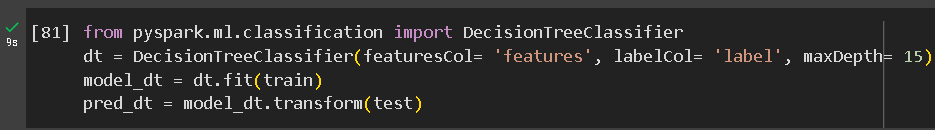 [81] from pyspark.ml.classification import DecisionTreeClassifier
dt = DecisionTreeClassifier(featuresCol= 'features', labelCol= 'label', maxDepth= 15)
9s
model_dt = dt.fit(train)
pred_dt = model_dt.transform(test)